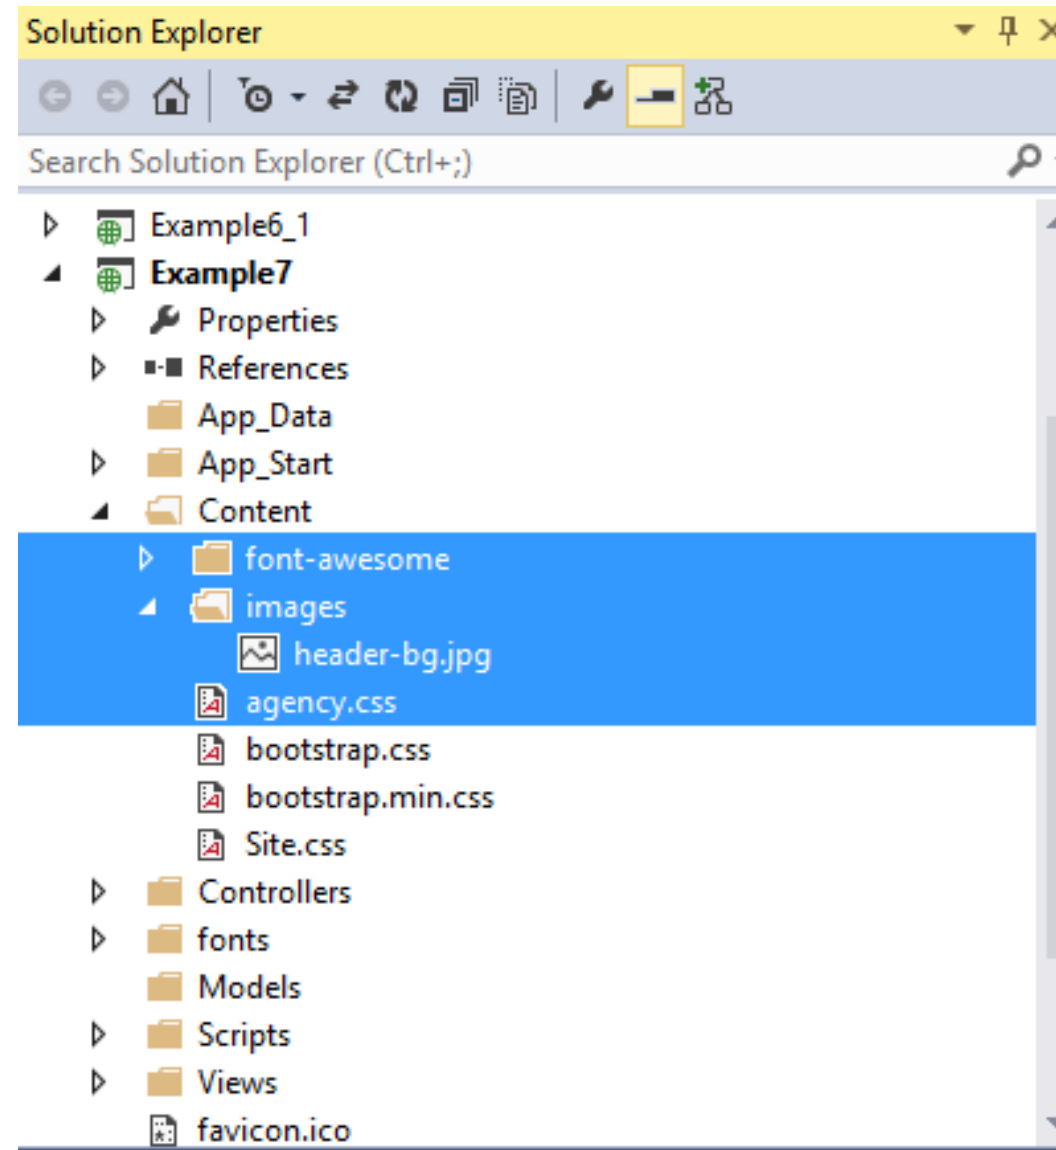 Solution Explorer
Search Solution Explorer (Ctrl+;)
Example6_1
Example7
Properties
References
App_Data
App_Start
Content
font-awesome
images
header-bg.jpg
agency.css
bootstrap.css
bootstrap.min.css
Site.css
Controllers
fonts
Models
Scripts
Views
favicon.ico